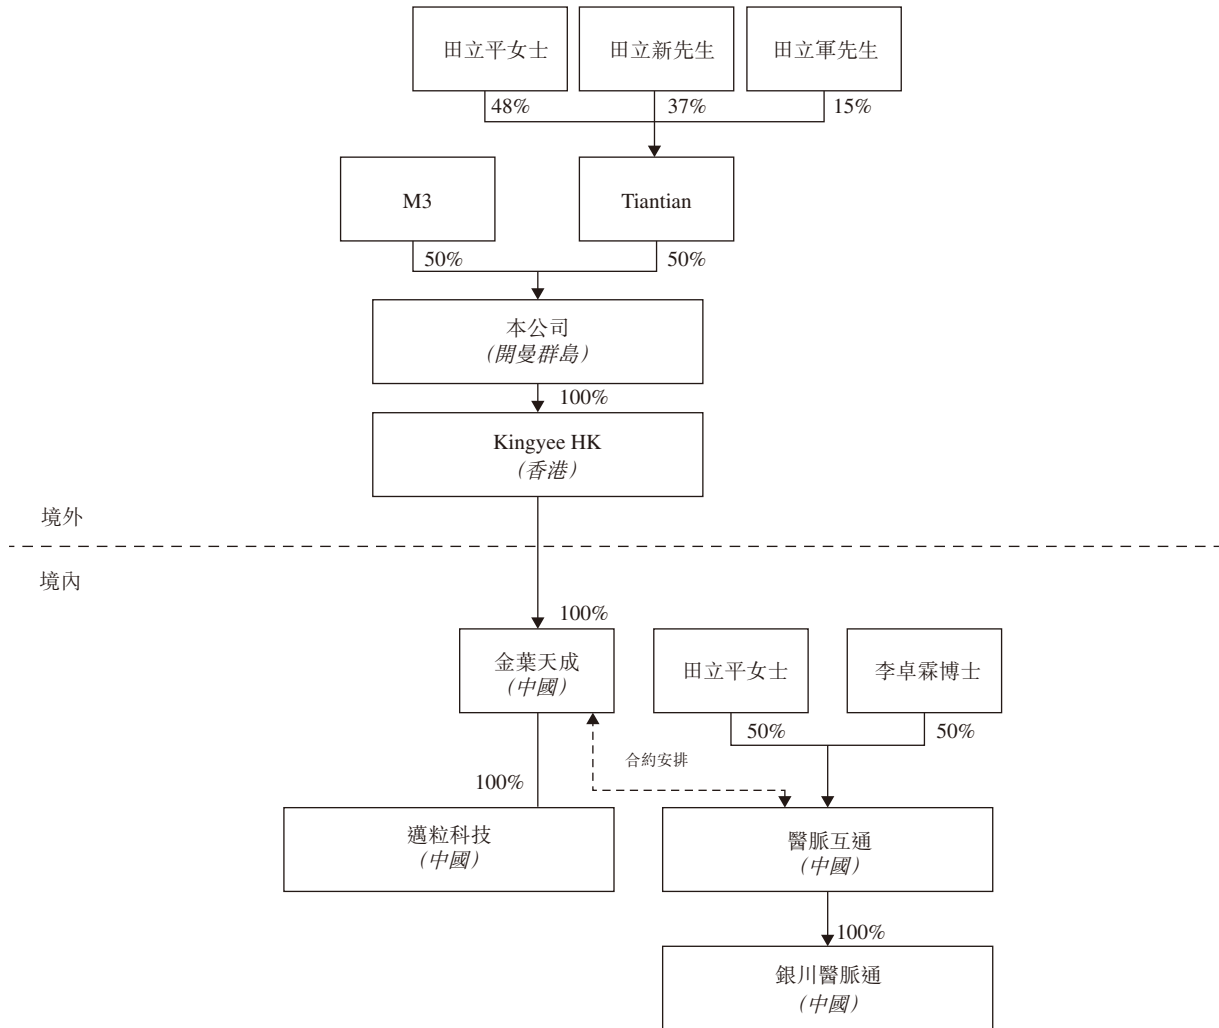 田立平女士
田立新先生
田立軍先生
48%
37%
15%
M3
Tiantian
50%
50%
本公司
（開曼群島）
100%
Kingyee HK
（香港）
境外
境內
100%
金葉天成
（中國）
田立平女士
李卓霖博士
50%
50%
合約安排
100%
邁粒科技
（中國）
醫脈互通
（中國）
100%
銀川醫脈通
（中國）